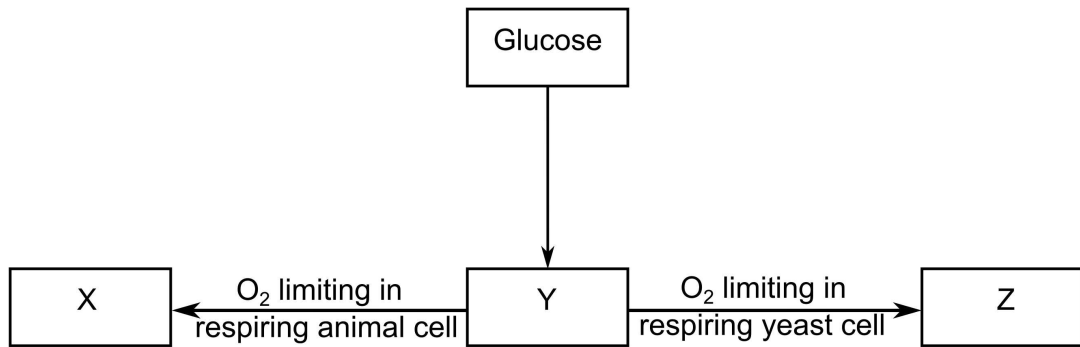 Glucose
X
O₂ limiting in
respiring animal cell
Y
O₂ limiting in
respiring yeast cell
Z